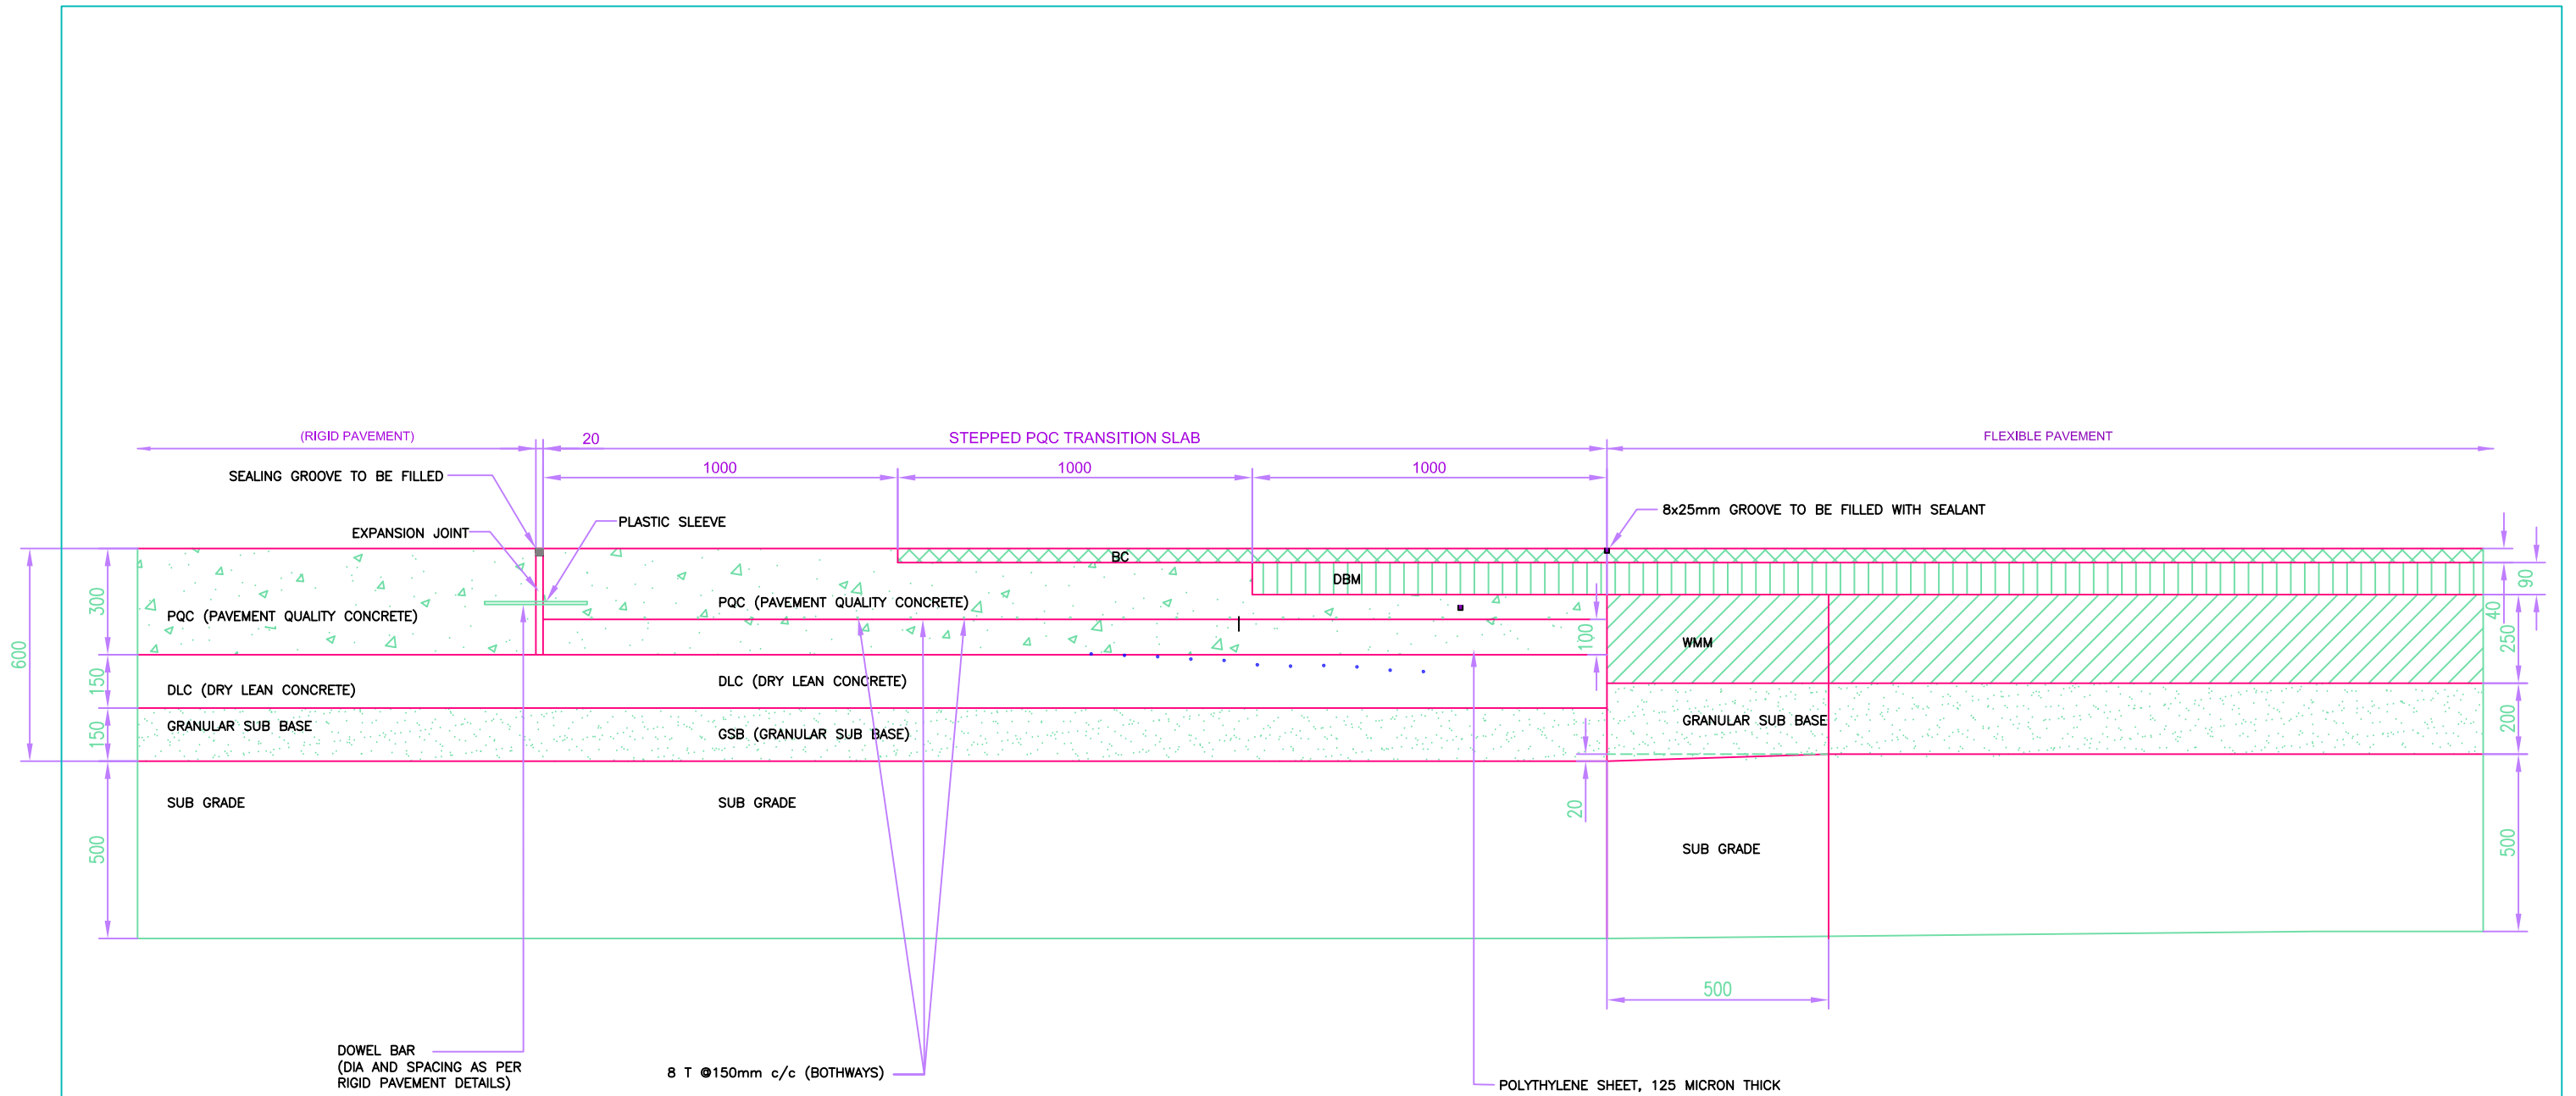 (RIGID PAVEMENT)
20
STEPPED PQC TRANSITION SLAB
FLEXIBLE PAVEMENT
1000
1000
1000
SEALING GROOVE TO BE FILLED
8x25mm GROOVE TO BE FILLED WITH SEALANT
PLASTIC SLEEVE
EXPANSION JOINT
BC
DBM
90
40
300
600
PQC (PAVEMENT QUALITY CONCRETE)
PQC (PAVEMENT QUALITY CONCRETE)
100
WMM
250
150
DLC (DRY LEAN CONCRETE)
DLC (DRY LEAN CONCRETE)
150
GRANULAR SUB BASE
GSB (GRANULAR SUB BASE)
GRANULAR SUB BASE
200
SUB GRADE
SUB GRADE
20
500
SUB GRADE
500
500
DOWEL BAR
(DIA AND SPACING AS PER
RIGID PAVEMENT DETAILS)
8 T @150mm c/c (BOTHWAYS)
POLYTHYLENE SHEET, 125 MICRON THICK